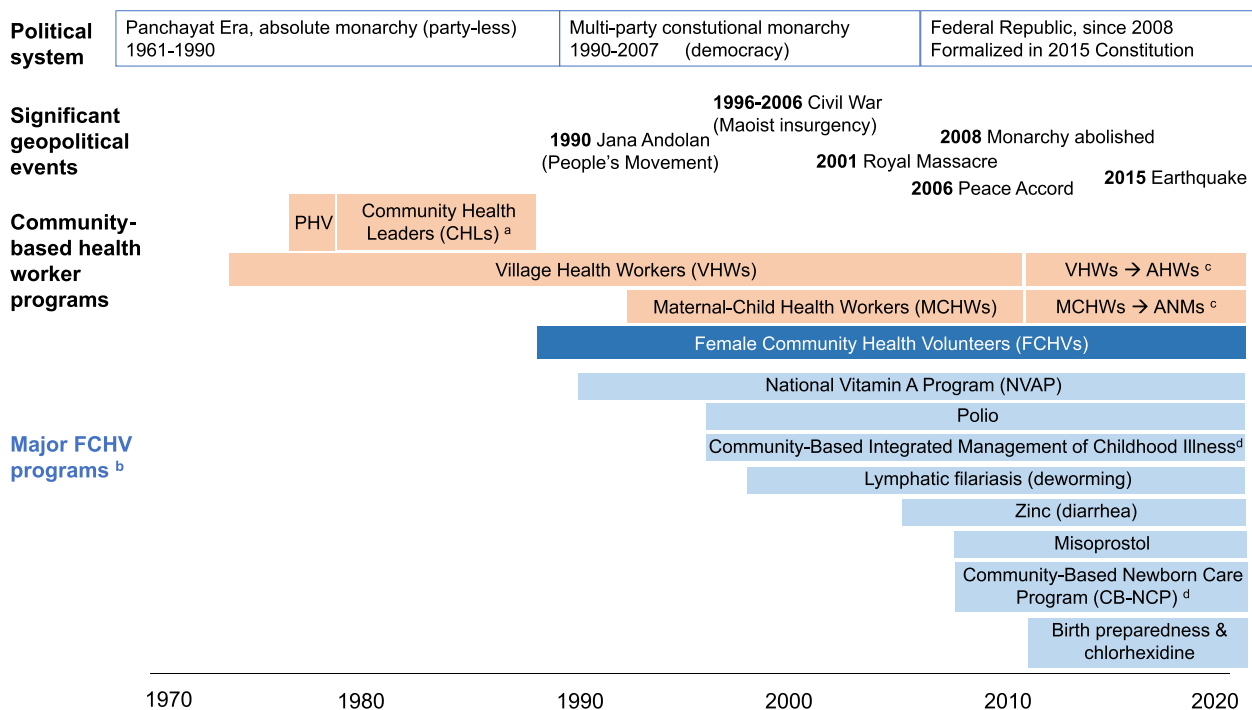 Political
system
Panchayat Era, absolute monarchy (party-less)
1961-1990
Multi-party constutional monarchy
1990-2007 (democracy)
Federal Republic, since 2008
Formalized in 2015 Constitution
Significant
geopolitical
events
1996-2006 Civil War
(Maoist insurgency)
1990 Jana Andolan
(People's Movement)
2008 Monarchy abolished
2001 Royal Massacre
2006 Peace Accord
2015 Earthquake
Community-
based health
worker
programs
PHV
Community Health
Leaders (CHLs) a
Village Health Workers (VHWs)
VHWs → AHWs c
Maternal-Child Health Workers (MCHWs)
MCHWs → ANMs c
Female Community Health Volunteers (FCHVs)
Major FCHV
programs b
National Vitamin A Program (NVAP)
Polio
Community-Based Integrated Management of Childhood Illnessd
Lymphatic filariasis (deworming)
Zinc (diarrhea)
Misoprostol
Community-Based Newborn Care
Program (CB-NCP) d
Birth preparedness &
chlorhexidine
1970 1980 1990 2000 2010 2020